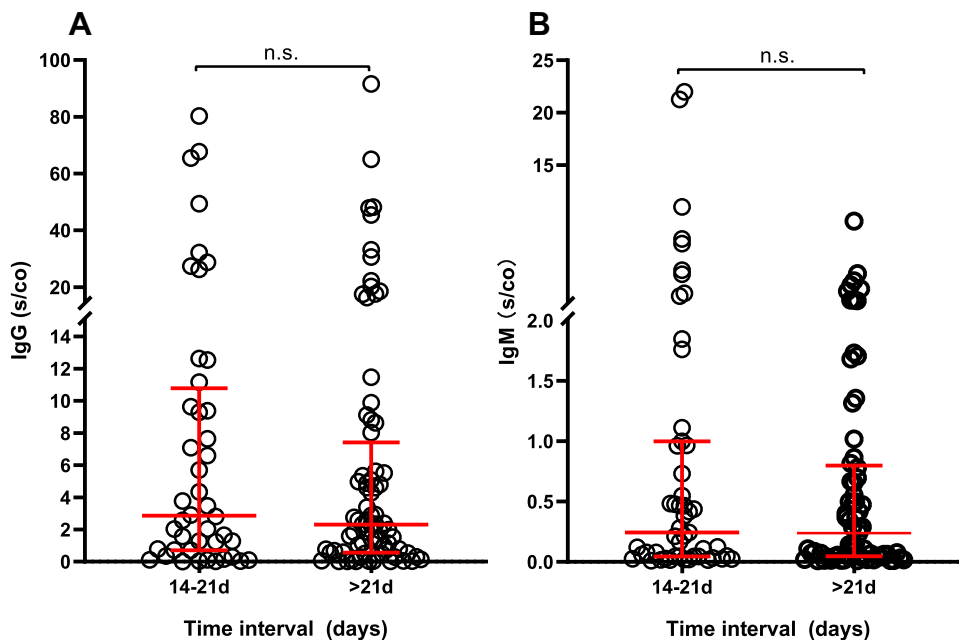 A
n.s.
100
80
60
40
20
14
12
10
8
6
4
2
0
IgG (s/co)
14-21d
>21d
Time interval (days)
B
n.s.
25
20
15
2.0
1.5
1.0
0.5
0.0
IgM（s/co）
14-21d
>21d
Time interval (days)